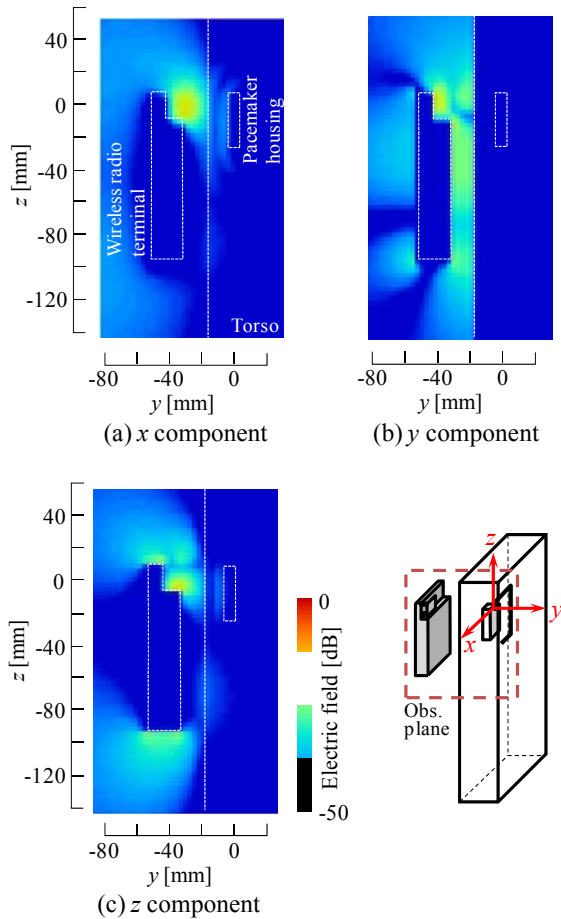 40
0
-40
-80
-120
z [mm]
Wireless radio
terminal
Pacemaker
housing
Torso
-80
-40
0
y [mm]
(a) x component
-80
-40
0
y [mm]
(b) y component
40
0
-40
-80
-120
z [mm]
-80
-40
0
y [mm]
(c) z component
0
-50
Electric field [dB]
z
y
x
Obs.
plane